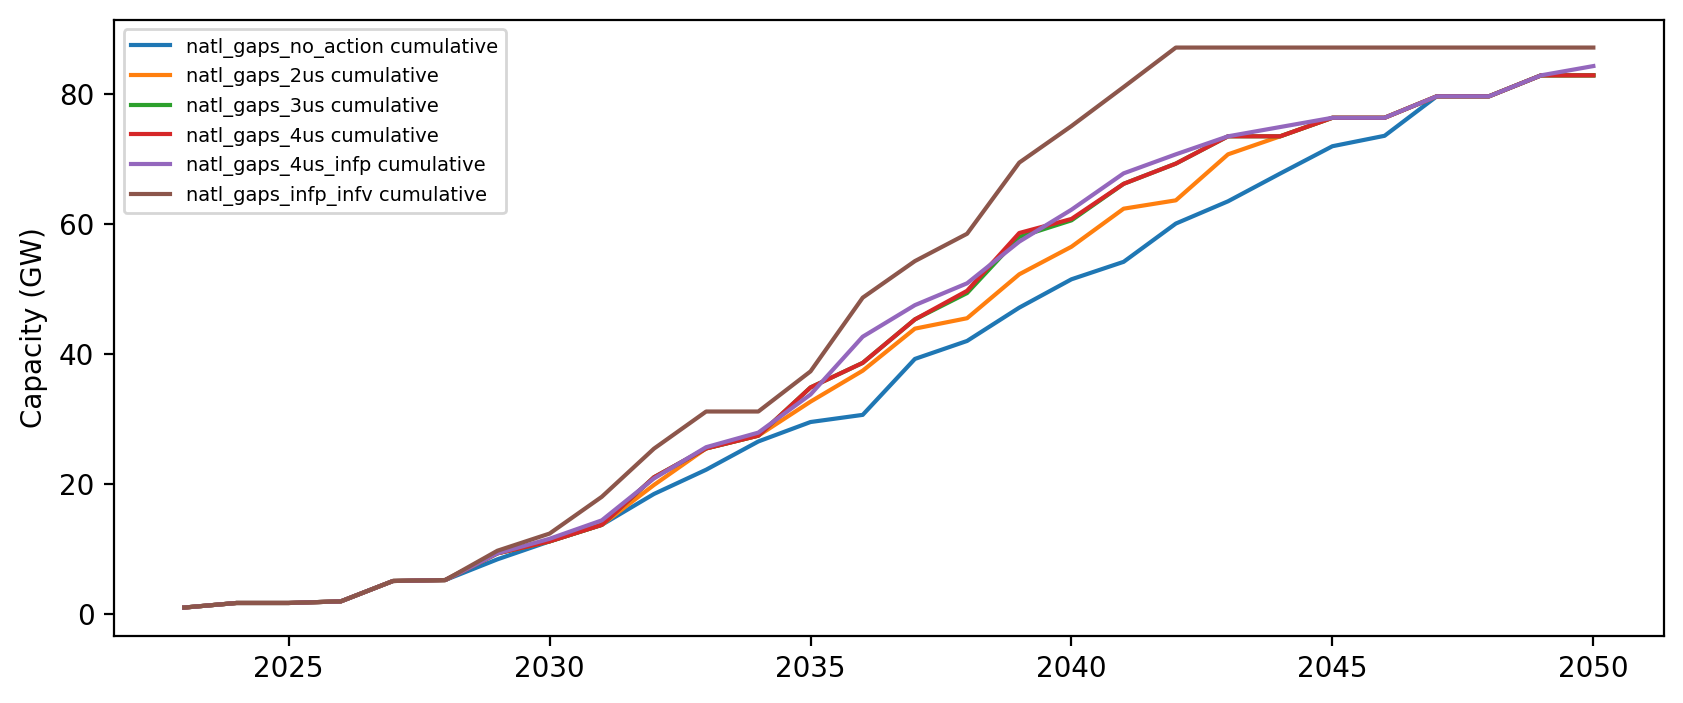 natl_gaps_no_action cumulative
natl_gaps_2us cumulative
natl_gaps_3us cumulative
natl_gaps_4us cumulative
natl_gaps_4us_infp cumulative
natl_gaps_infp_infv cumulative
Capacity (GW)
80
60
40
20
0
2025 2030 2035 2040 2045 2050